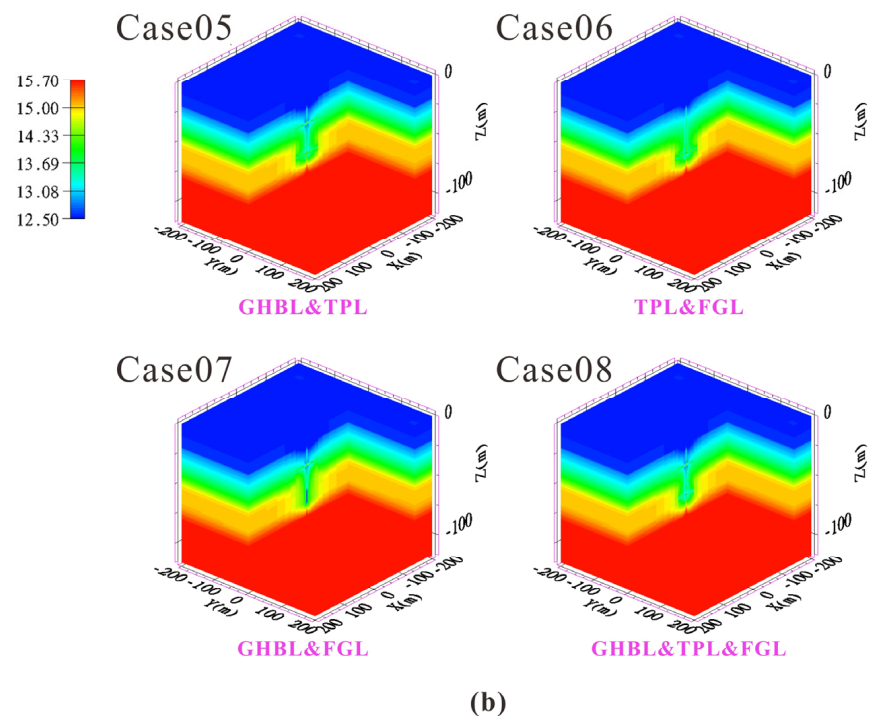 Case05
Case06
15.70
15.00
14.33
13.69
13.08
12.50
0
Z(m)
-100
-200
-100
0
100
200
Y(m)
200
100
0
-100
-200
X(m)
GHBL&TPL
0
Z(m)
-100
-200
-100
0
100
200
Y(m)
200
100
0
-100
-200
X(m)
TPL&FGL
Case07
Case08
0
Z(m)
-100
-200
-100
0
100
200
Y(m)
200
100
0
-100
-200
X(m)
GHBL&FGL
0
Z(m)
-100
-200
-100
0
100
200
Y(m)
200
100
0
-100
-200
X(m)
GHBL&TPL&FGL
(b)